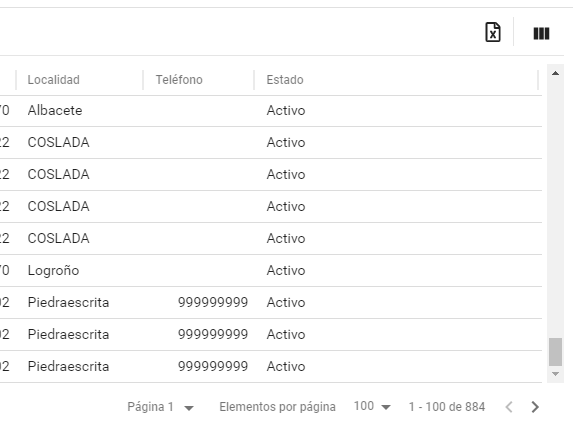 Localidad Teléfono Estado
70 Albacete Activo
22 COSLADA Activo
22 COSLADA Activo
22 COSLADA Activo
22 COSLADA Activo
70 Logroño Activo
02 Piedraescrita 999999999 Activo
02 Piedraescrita 999999999 Activo
02 Piedraescrita 999999999 Activo
Página 1 Elementos por página 100 1 - 100 de 884